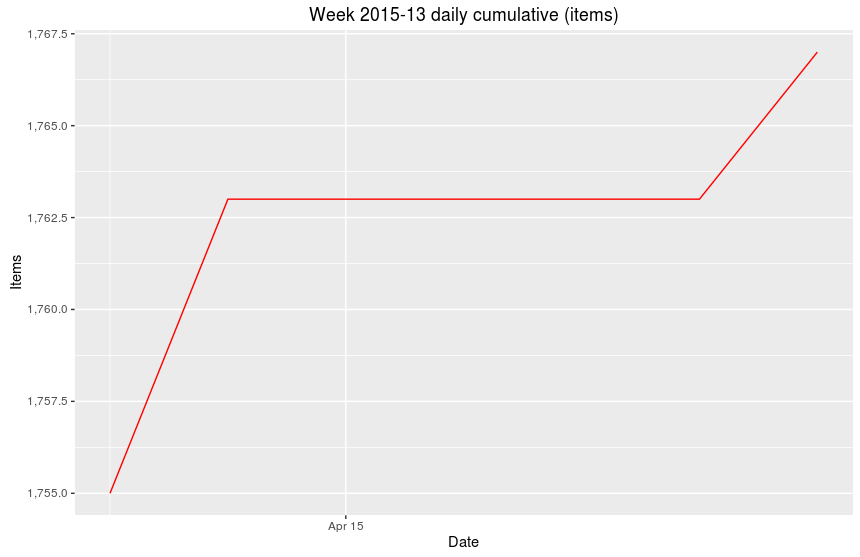 Week 2015-13 daily cumulative (items)
1,767.5
1,765.0
1,762.5
1,760.0
1,757.5
1,755.0
Items
Apr 15
Date